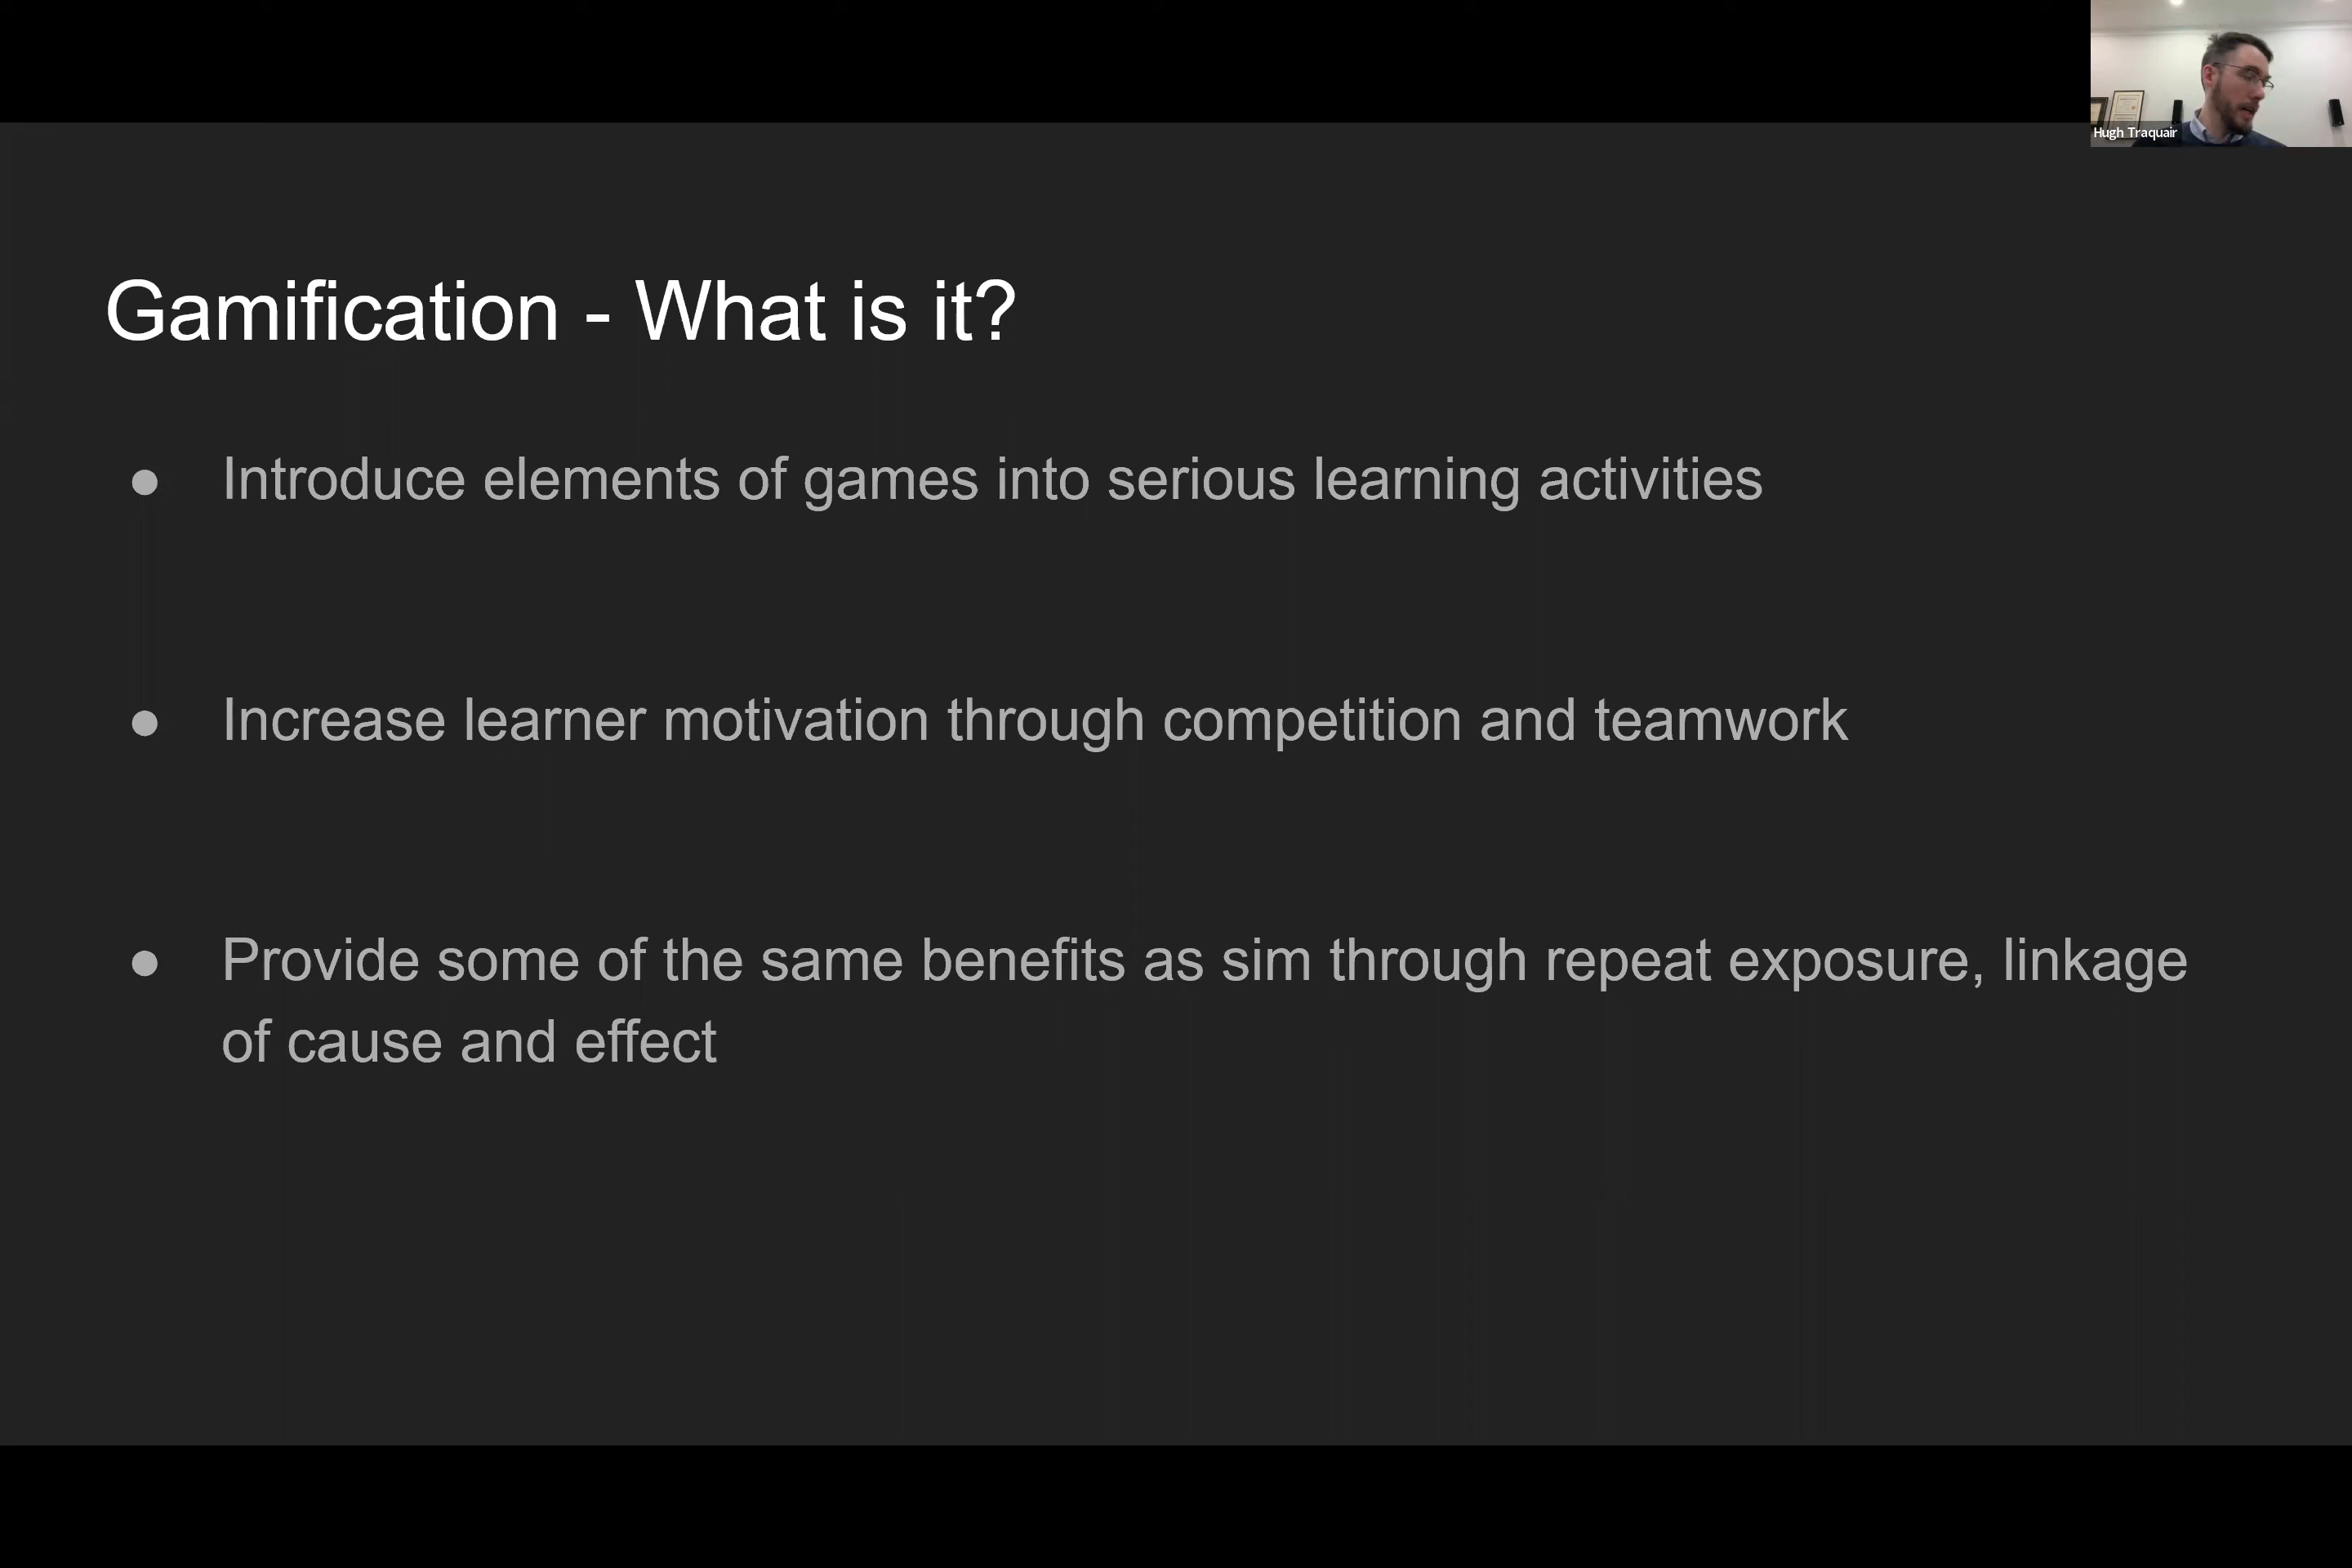 Hugh Traquair
Gamification - What is it?
● Introduce elements of games into serious learning activities
● Increase learner motivation through competition and teamwork
● Provide some of the same benefits as sim through repeat exposure, linkage
of cause and effect